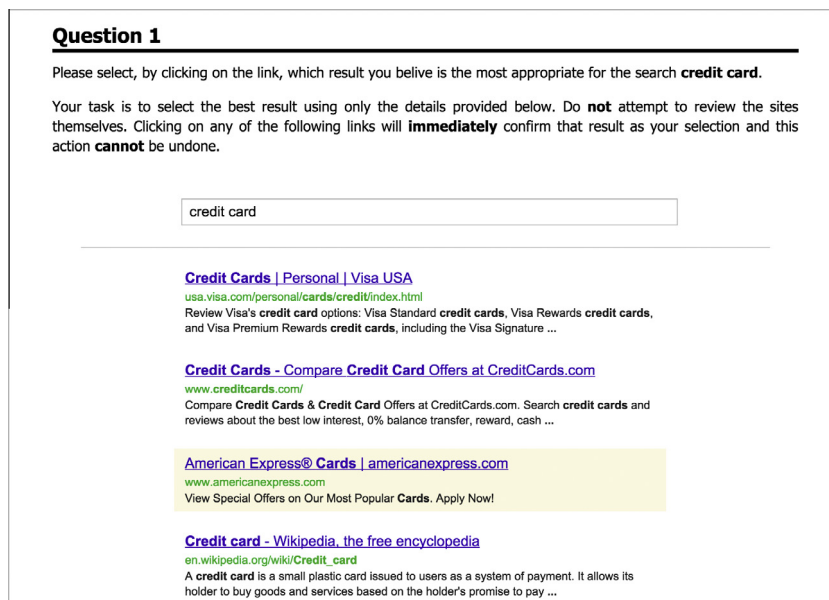 Question 1
Please select, by clicking on the link, which result you belive is the most appropriate for the search credit card.
Your task is to select the best result using only the details provided below. Do not attempt to review the sites
themselves. Clicking on any of the following links will immediately confirm that result as your selection and this
action cannot be undone.
credit card
Credit Cards | Personal | Visa USA
usa.visa.com/personal/cards/credit/index.html
Review Visa's credit card options: Visa Standard credit cards, Visa Rewards credit cards,
and Visa Premium Rewards credit cards, including the Visa Signature ...
Credit Cards - Compare Credit Card Offers at CreditCards.com
www.creditcards.com/
Compare Credit Cards & Credit Card Offers at CreditCards.com. Search credit cards and
reviews about the best low interest, 0% balance transfer, reward, cash ...
American Express® Cards | americanexpress.com
www.americanexpress.com
View Special Offers on Our Most Popular Cards. Apply Now!
Credit card - Wikipedia, the free encyclopedia
en.wikipedia.org/wiki/Credit_card
A credit card is a small plastic card issued to users as a system of payment. It allows its
holder to buy goods and services based on the holder's promise to pay ...